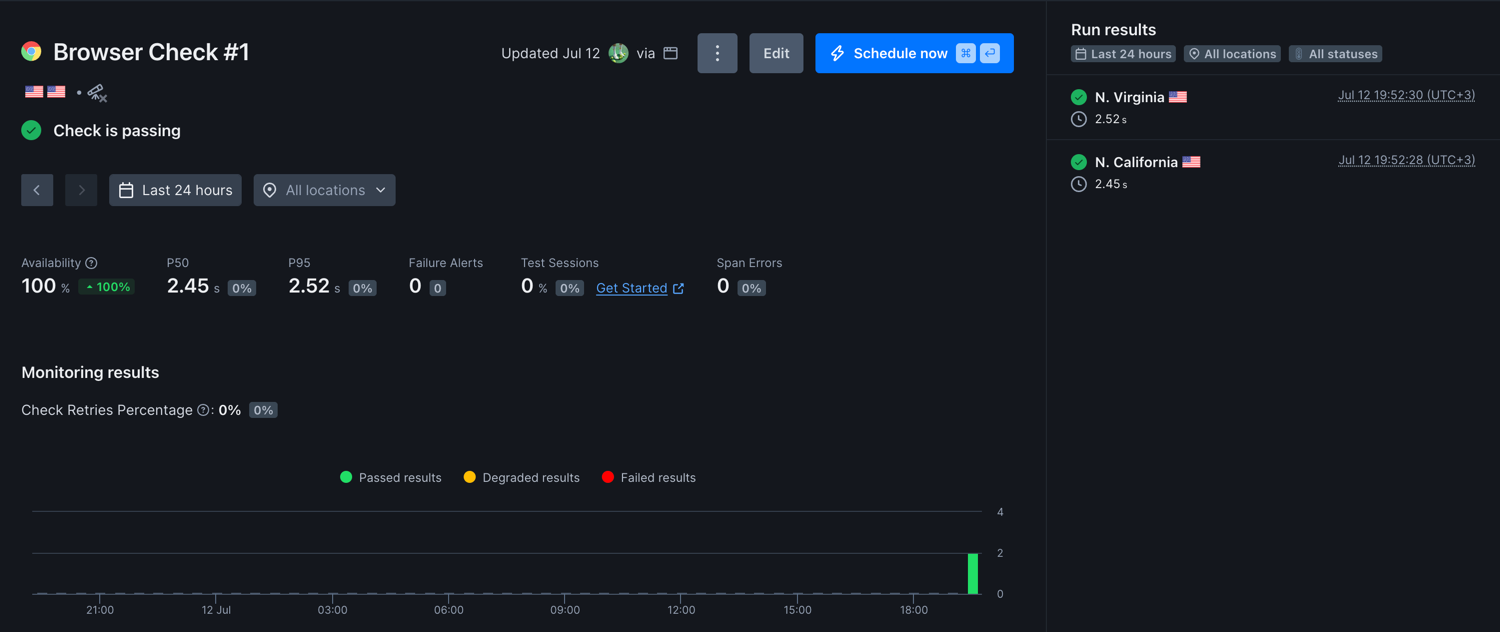 Browser Check #1
Updated Jul 12 via
Edit
Schedule now ⌘ ↵
Check is passing
Last 24 hours
All locations
Availability P50 P95 Failure Alerts Test Sessions Span Errors
100 % 100% 2.45 s 0% 2.52 s 0% 0 0 0 % 0% Get Started 0 0%
Monitoring results
Check Retries Percentage : 0% 0%
Passed results Degraded results Failed results
4
2
0
21:00 12 Jul 03:00 06:00 09:00 12:00 15:00 18:00
Run results
Last 24 hours All locations All statuses
N. Virginia Jul 12 19:52:30 (UTC+3)
2.52 s
N. California Jul 12 19:52:28 (UTC+3)
2.45 s